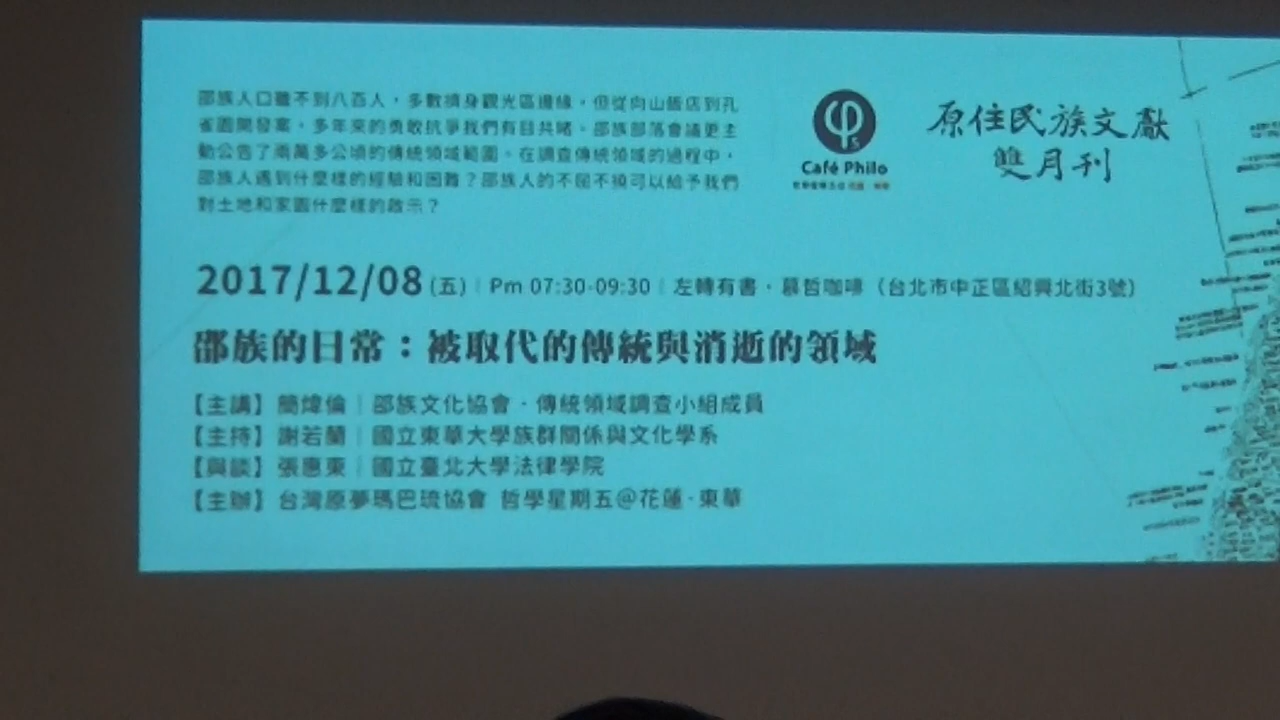 邵族人口雖不到八百人，多數擠身觀光區邊緣。但從向山飯店到孔
雀園開發案，多年來的勇敢抗爭我們有目共睹。邵族部落會議更主
動公告了兩萬多公頃的傳統領域範圍。在調查傳統領域的過程中，
邵族人遇到什麼樣的經驗和困難？邵族人的不屈不撓可以給予我們
對土地和家園什麼樣的啟示？
Café Philo
原住民族文獻
雙月刊
2017/12/08 (五) | Pm 07:30-09:30 | 左轉有書·慕哲咖啡（台北市中正區紹興北街3號）
邵族的日常：被取代的傳統與消逝的領域
【主講】簡煒倫｜邵族文化協會·傳統領域調查小組成員
【主持】謝若蘭｜國立東華大學族群關係與文化學系
【與談】張惠東｜國立臺北大學法律學院
【主辦】台灣原夢瑪巴琉協會 哲學星期五@花蓮·東華